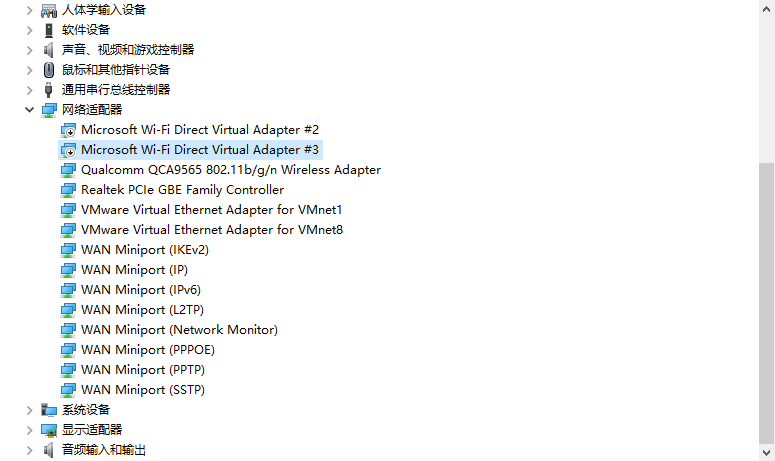 人体学输入设备
软件设备
声音、视频和游戏控制器
鼠标和其他指针设备
通用串行总线控制器
网络适配器
Microsoft Wi-Fi Direct Virtual Adapter #2
Microsoft Wi-Fi Direct Virtual Adapter #3
Qualcomm QCA9565 802.11b/g/n Wireless Adapter
Realtek PCIe GBE Family Controller
VMware Virtual Ethernet Adapter for VMnet1
VMware Virtual Ethernet Adapter for VMnet8
WAN Miniport (IKEv2)
WAN Miniport (IP)
WAN Miniport (IPv6)
WAN Miniport (L2TP)
WAN Miniport (Network Monitor)
WAN Miniport (PPPOE)
WAN Miniport (PPTP)
WAN Miniport (SSTP)
系统设备
显示适配器
音频输入和输出